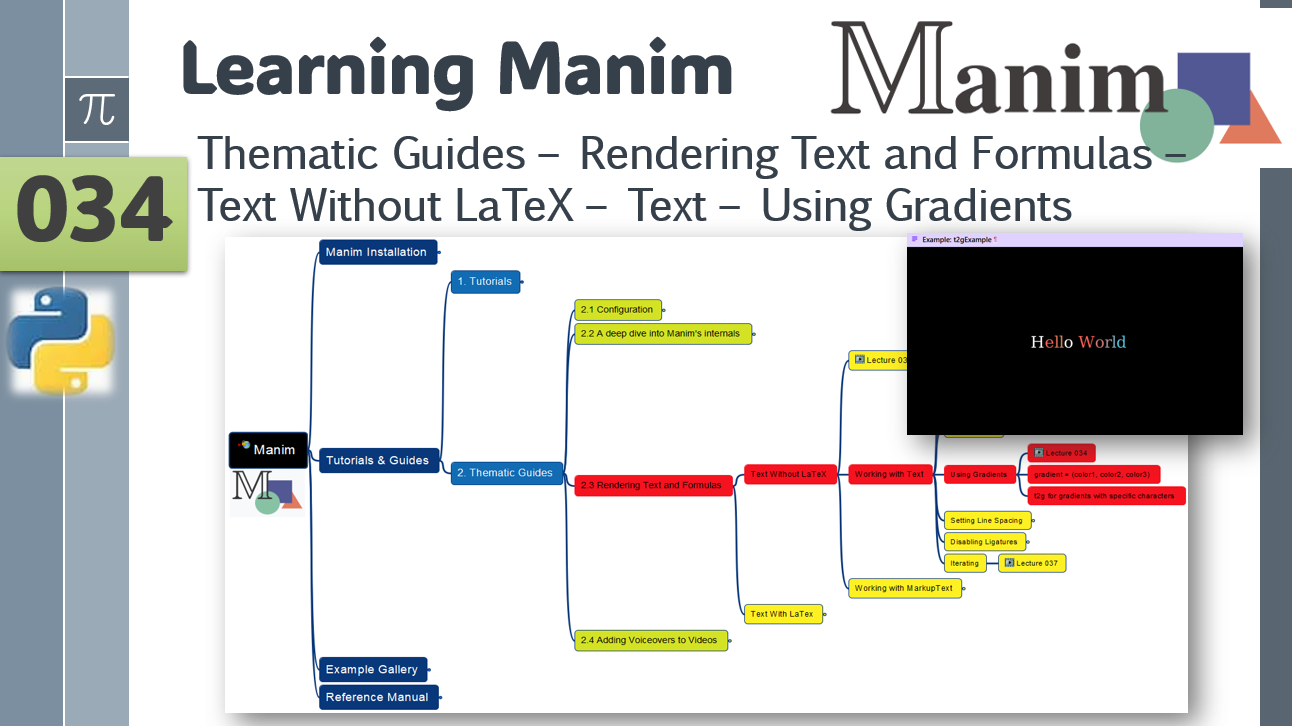 Learning Manim
Manim
π
Thematic Guides – Rendering Text and Formulas –
034
Text Without LaTeX – Text – Using Gradients
Example: t2gExample ¶
Hello World
Manim Installation
1. Tutorials
2.1 Configuration
2.2 A deep dive into Manim's internals
Lecture 03
Manim
M
Tutorials & Guides
2. Thematic Guides
2.3 Rendering Text and Formulas
Text Without LaTeX
Working with Text
Using Gradients
Lecture 034
gradient = (color1, color2, color3)
t2g for gradients with specific characters
Setting Line Spacing
Disabling Ligatures
Iterating
Lecture 037
Working with MarkupText
Text With LaTex
2.4 Adding Voiceovers to Videos
Example Gallery
Reference Manual